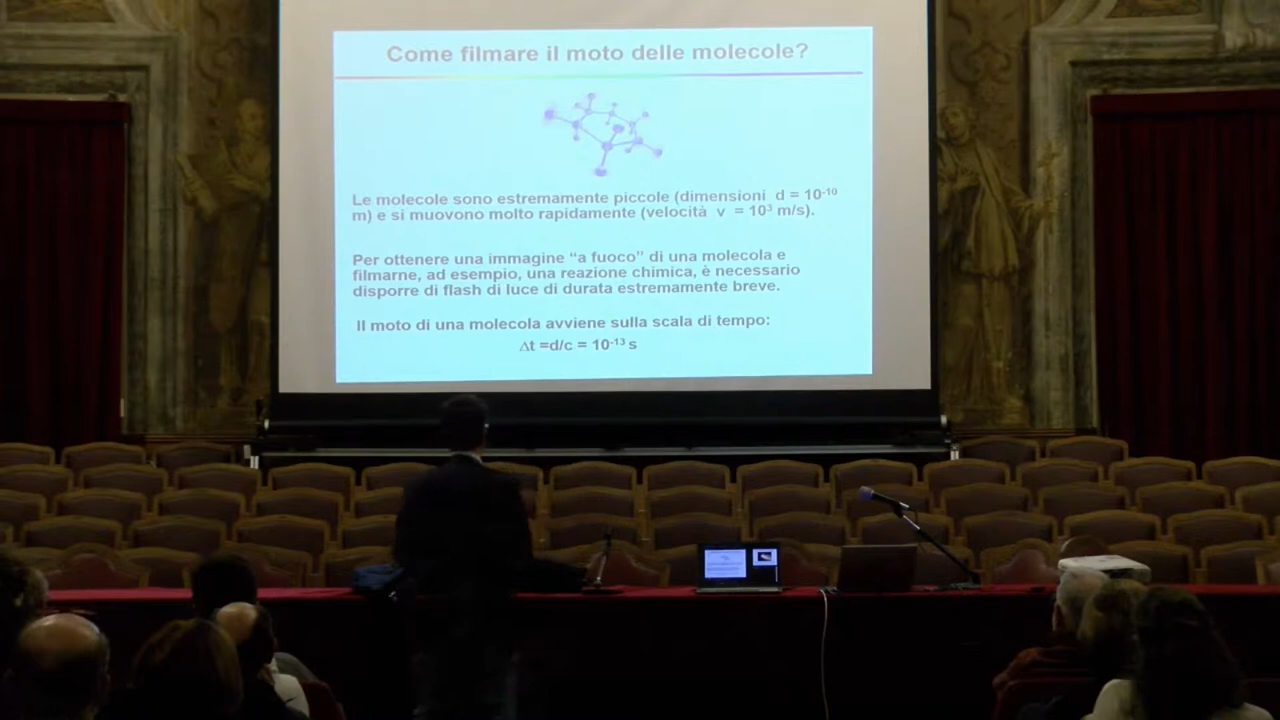 Come filmare il moto delle molecole?
Le molecole sono estremamente piccole (dimensioni d = 10⁻¹⁰
m) e si muovono molto rapidamente (velocità v = 10³ m/s).
Per ottenere una immagine “a fuoco” di una molecola e
filmarne, ad esempio, una reazione chimica, è necessario
disporre di flash di luce di durata estremamente breve.
Il moto di una molecola avviene sulla scala di tempo:
Δt =d/c = 10⁻¹³ s